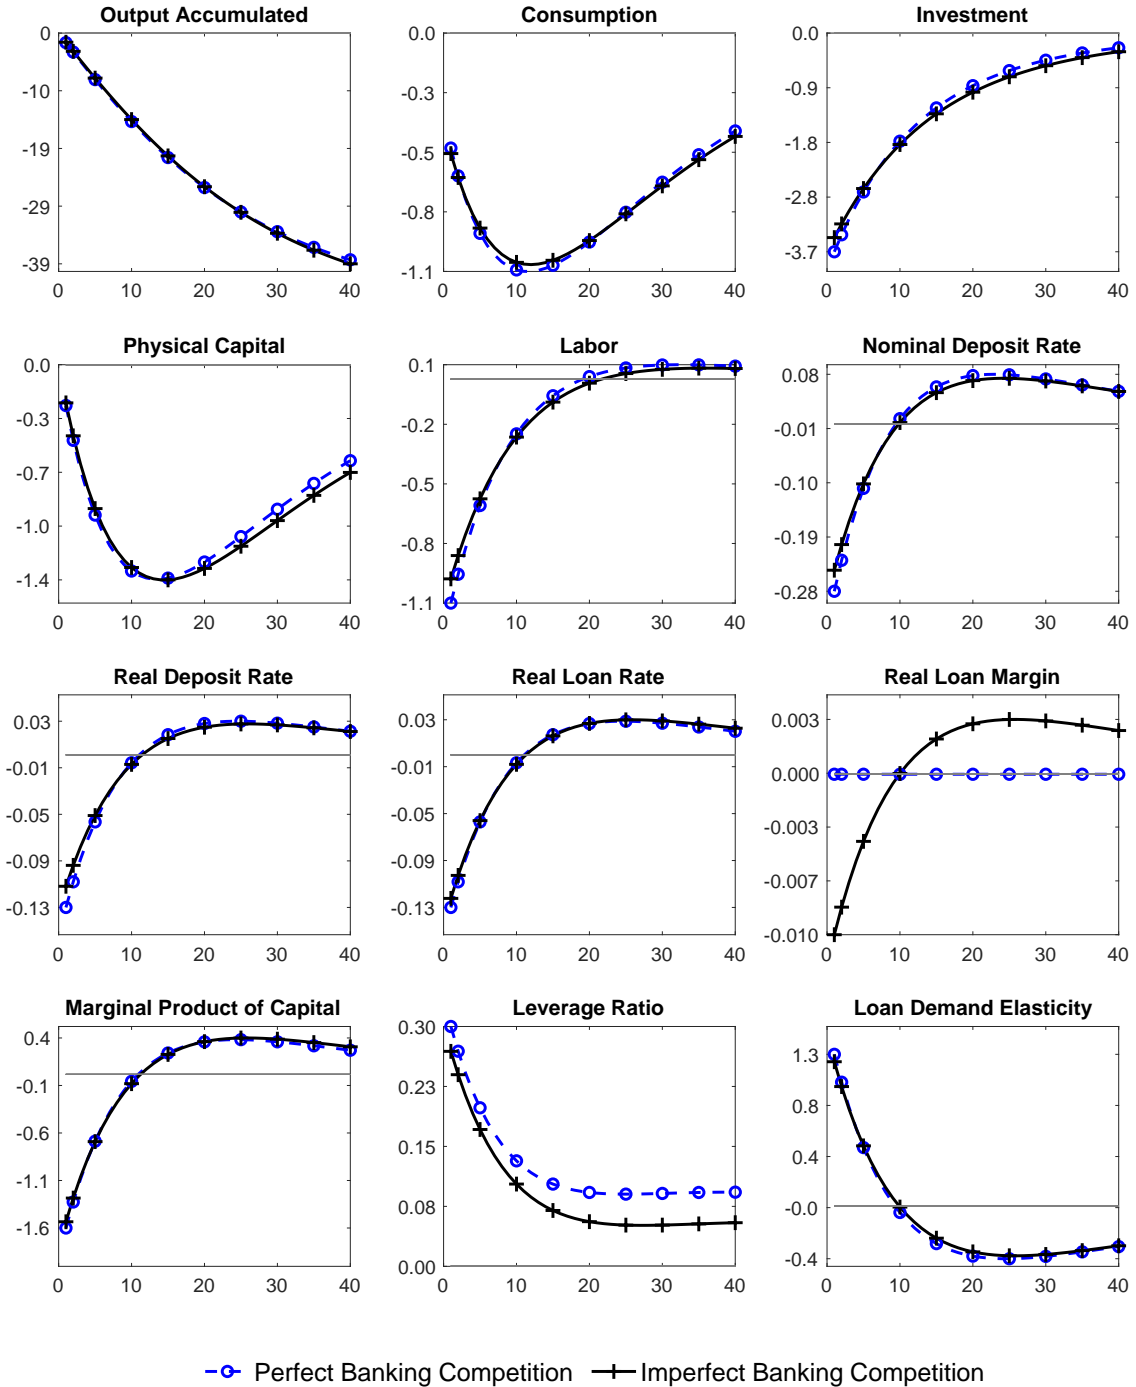 Output Accumulated
0
-10
-19
-29
-39
0 10 20 30 40
Consumption
0.0
-0.3
-0.5
-0.8
-1.1
0 10 20 30 40
Investment
0.0
-0.9
-1.8
-2.8
-3.7
0 10 20 30 40
Physical Capital
0.0
-0.3
-0.7
-1.0
-1.4
0 10 20 30 40
Labor
0.1
-0.2
-0.5
-0.8
-1.1
0 10 20 30 40
Nominal Deposit Rate
0.08
-0.01
-0.10
-0.19
-0.28
0 10 20 30 40
Real Deposit Rate
0.03
-0.01
-0.05
-0.09
-0.13
0 10 20 30 40
Real Loan Rate
0.03
-0.01
-0.05
-0.09
-0.13
0 10 20 30 40
Real Loan Margin
0.003
0.000
-0.003
-0.007
-0.010
0 10 20 30 40
Marginal Product of Capital
0.4
-0.1
-0.6
-1.1
-1.6
0 10 20 30 40
Leverage Ratio
0.30
0.23
0.15
0.08
0.00
0 10 20 30 40
Loan Demand Elasticity
1.3
0.8
0.4
-0.0
-0.4
0 10 20 30 40
Perfect Banking Competition Imperfect Banking Competition